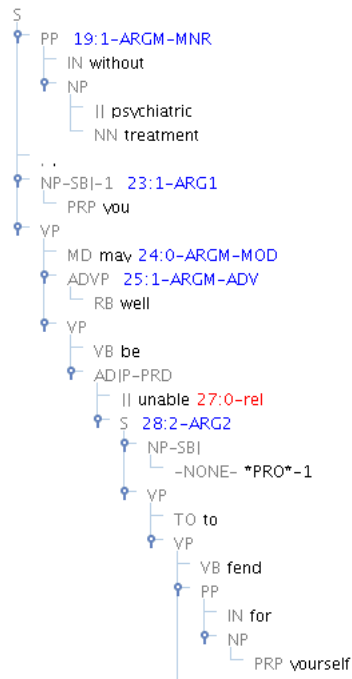 S
PP 19:1-ARGM-MNR
IN without
NP
JJ psychiatric
NN treatment
, ,
NP-SBJ-1 23:1-ARG1
PRP you
VP
MD may 24:0-ARGM-MOD
ADVP 25:1-ARGM-ADV
RB well
VP
VB be
ADJP-PRD
JJ unable 27:0-rel
S 28:2-ARG2
NP-SBJ
-NONE- *PRO*-1
VP
TO to
VP
VB fend
PP
IN for
NP
PRP yourself